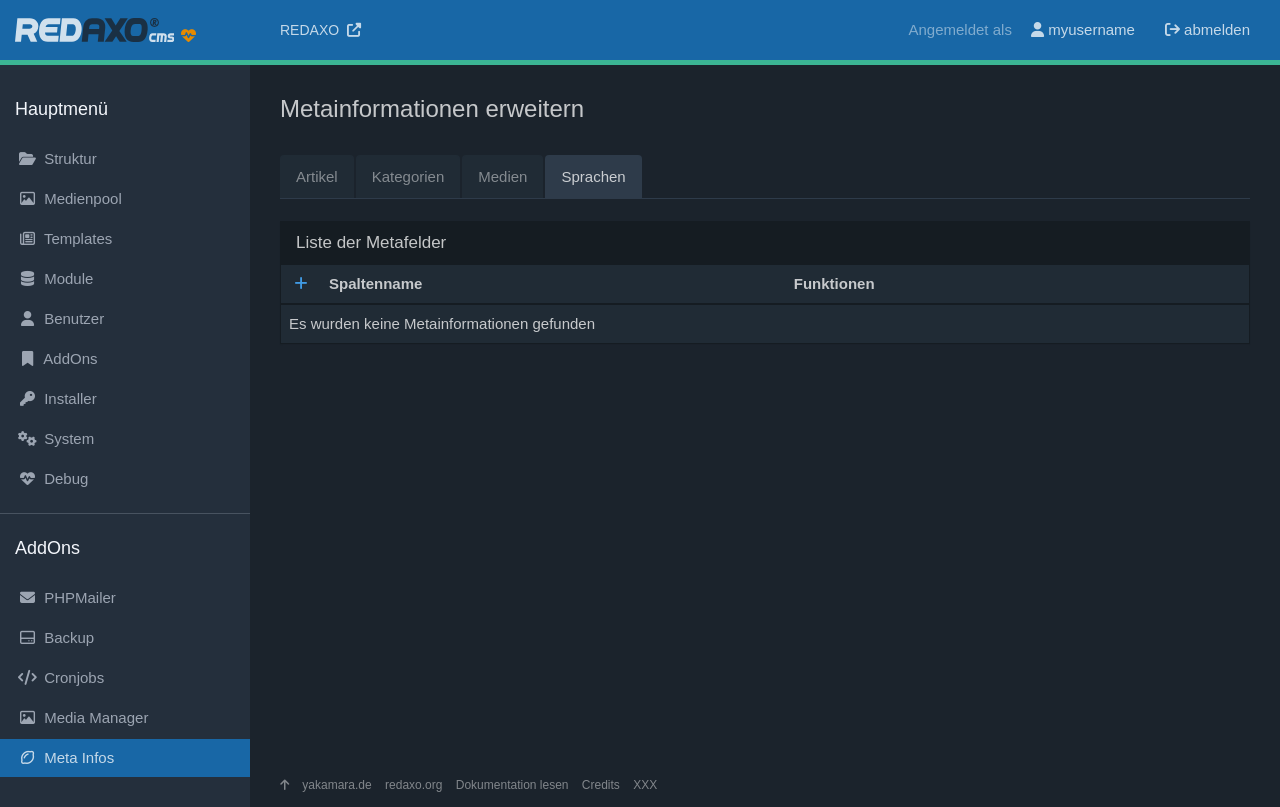 REDAXO® cms
REDAXO
Angemeldet als myusername abmelden
Hauptmenü
Struktur
Medienpool
Templates
Module
Benutzer
AddOns
Installer
System
Debug
AddOns
PHPMailer
Backup
Cronjobs
Media Manager
Meta Infos
Metainformationen erweitern
Artikel Kategorien Medien Sprachen
Liste der Metafelder
Spaltenname Funktionen
Es wurden keine Metainformationen gefunden
yakamara.de redaxo.org Dokumentation lesen Credits XXX